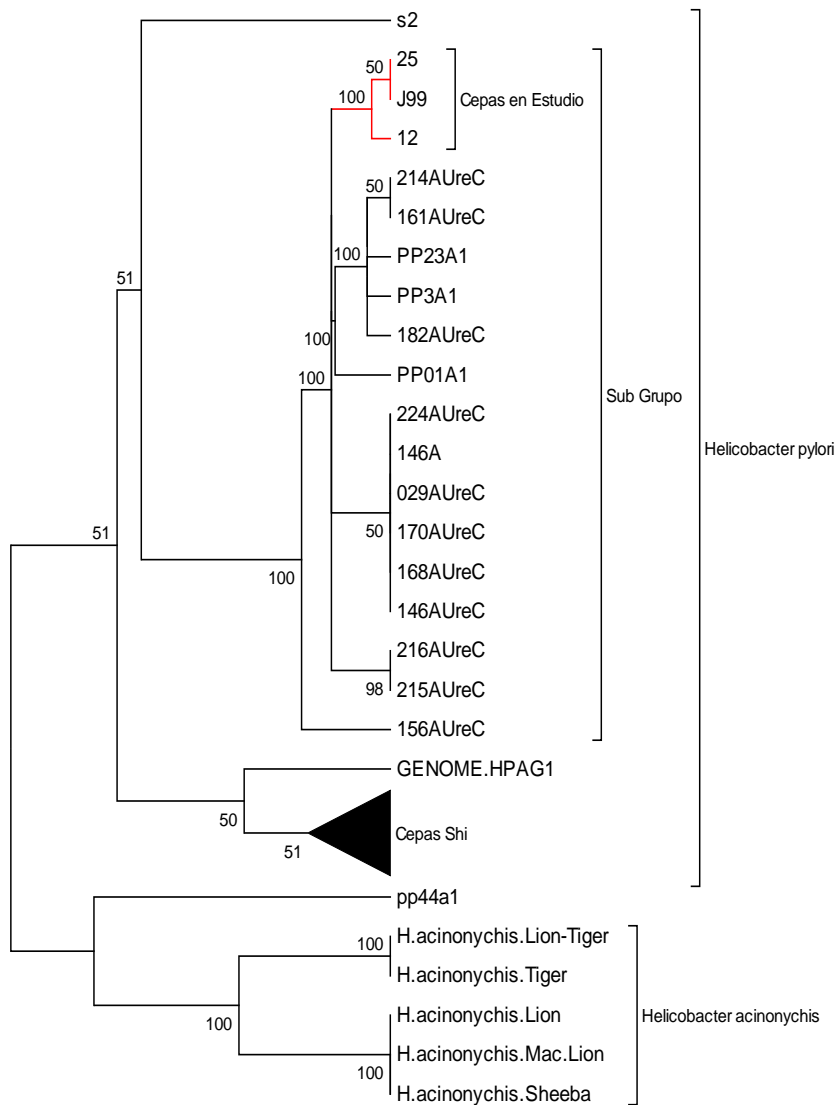 s2
25
50
J99
100
Cepas en Estudio
12
214AUreC
50
161AUreC
PP23A1
100
PP3A1
51
182AUreC
100
PP01A1
100
Sub Grupo
224AUreC
Helicobacter pylori
146A
029AUreC
170AUreC
50
51
168AUreC
100
146AUreC
216AUreC
215AUreC
98
156AUreC
GENOME.HPAG1
50
Cepas Shi
51
pp44a1
H.acinonychis.Lion-Tiger
100
H.acinonychis.Tiger
H.acinonychis.Lion
Helicobacter acinonychis
100
H.acinonychis.Mac.Lion
100
H.acinonychis.Sheeba